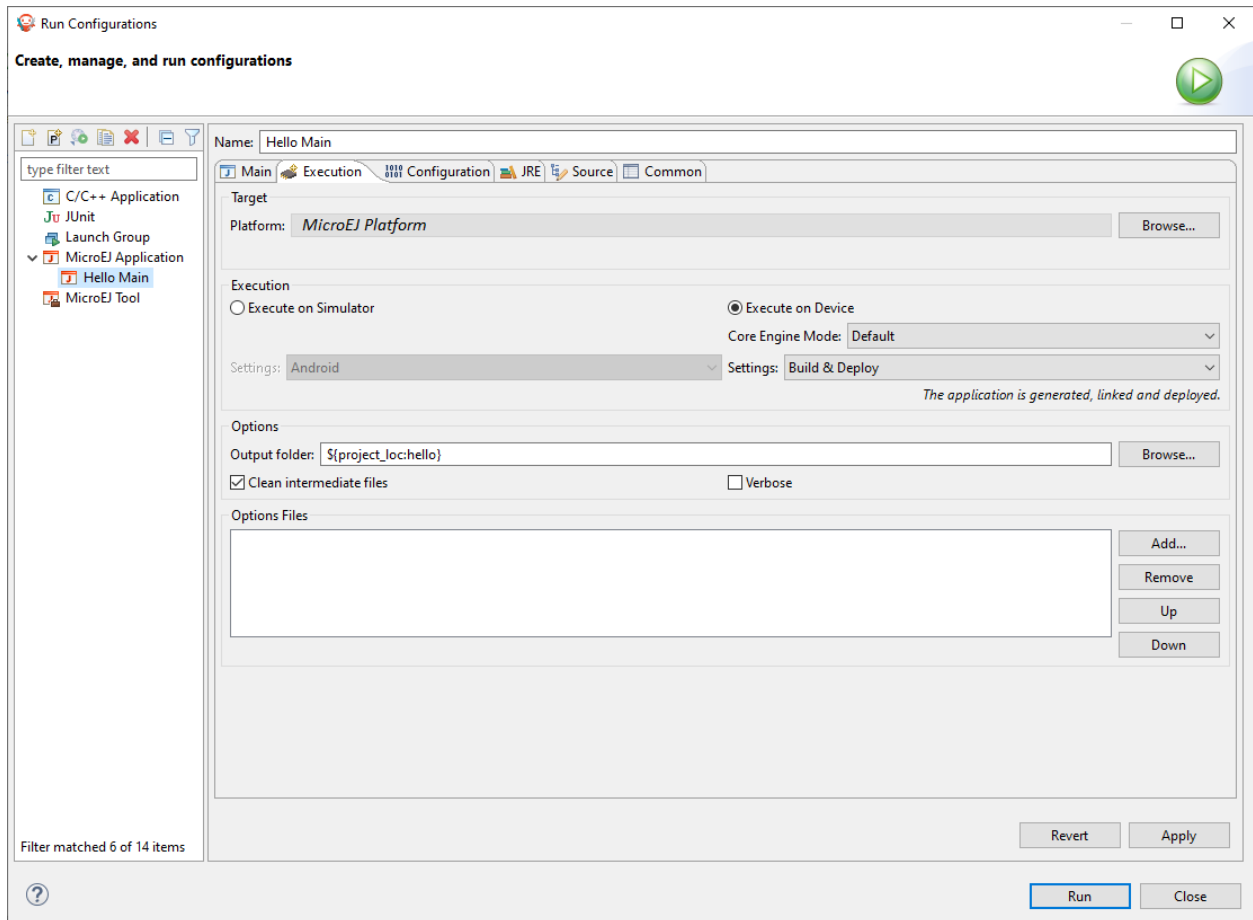 Run Configurations
Create, manage, and run configurations
type filter text
C/C++ Application
Ju JUnit
Launch Group
MicroEJ Application
Hello Main
MicroEJ Tool
Filter matched 6 of 14 items
Name: Hello Main
Main Execution Configuration JRE Source Common
Target
Platform: MicroEJ Platform Browse...
Execution
Execute on Simulator Execute on Device
Core Engine Mode: Default
Settings: Android Settings: Build & Deploy
The application is generated, linked and deployed.
Options
Output folder: ${project_loc:hello} Browse...
Clean intermediate files Verbose
Options Files
Add...
Remove
Up
Down
Revert Apply
Run Close